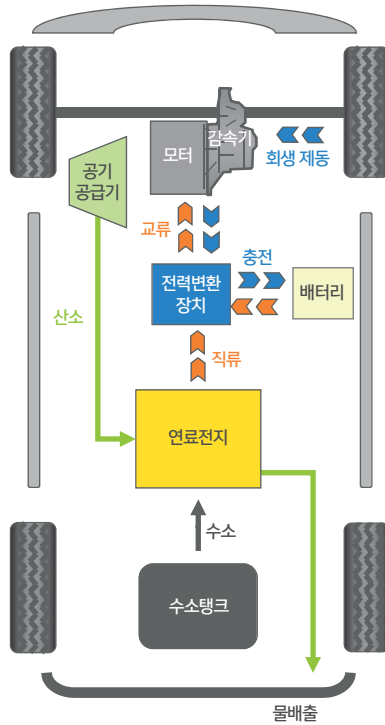 모터
감속기
회생 제동
공기
공급기
교류
충전
전력변환
장치
배터리
산소
직류
연료전지
수소
수소탱크
물배출